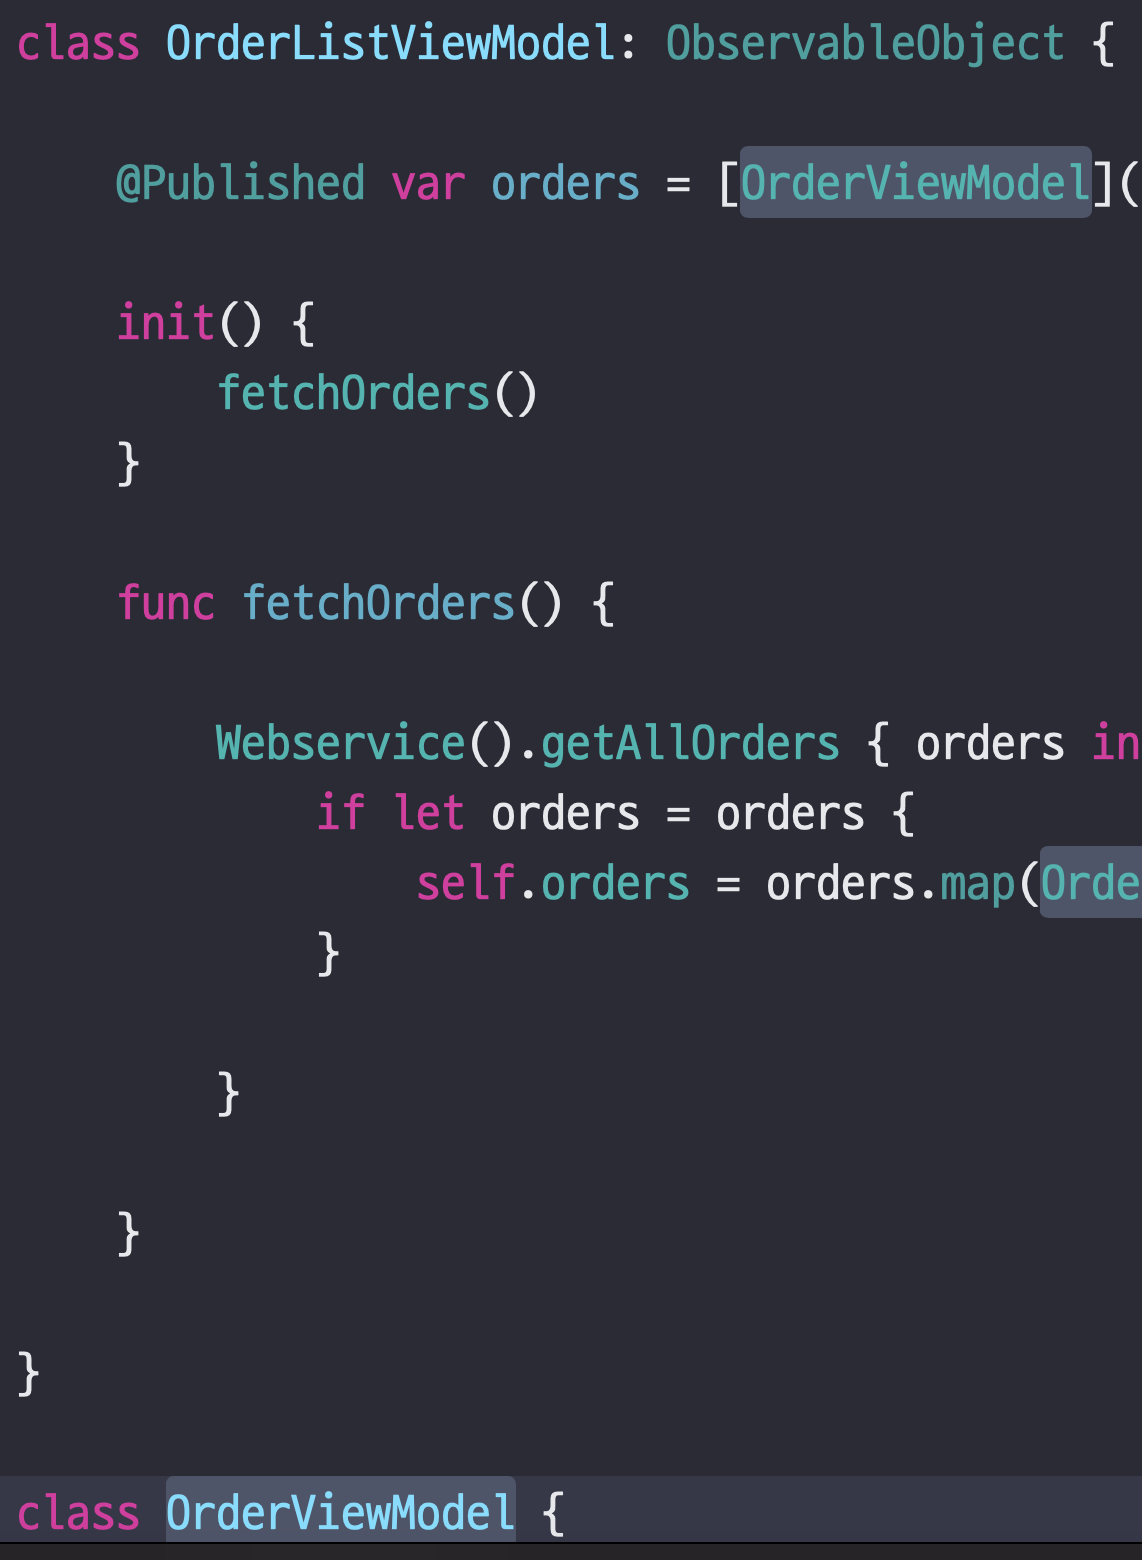 class OrderListViewModel: ObservableObject {
@Published var orders = [OrderViewModel](
init() {
fetchOrders()
}
func fetchOrders() {
Webservice().getAllOrders { orders in
if let orders = orders {
self.orders = orders.map(Orde
}
}
}
}
class OrderViewModel {